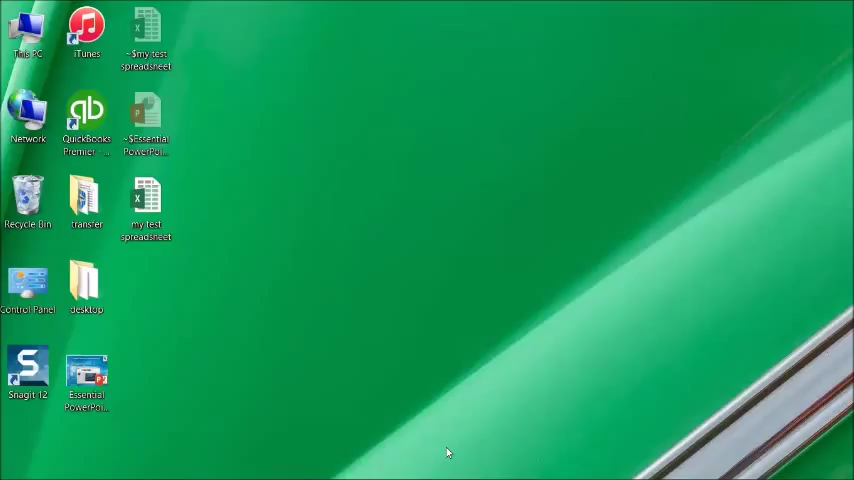 This PC
iTunes
~$my test
spreadsheet
Network
QuickBooks
Premier -...
~$Essential
PowerPoi...
Recycle Bin
transfer
my test
spreadsheet
Control Panel
desktop
Snagit 12
Essential
PowerPoi...